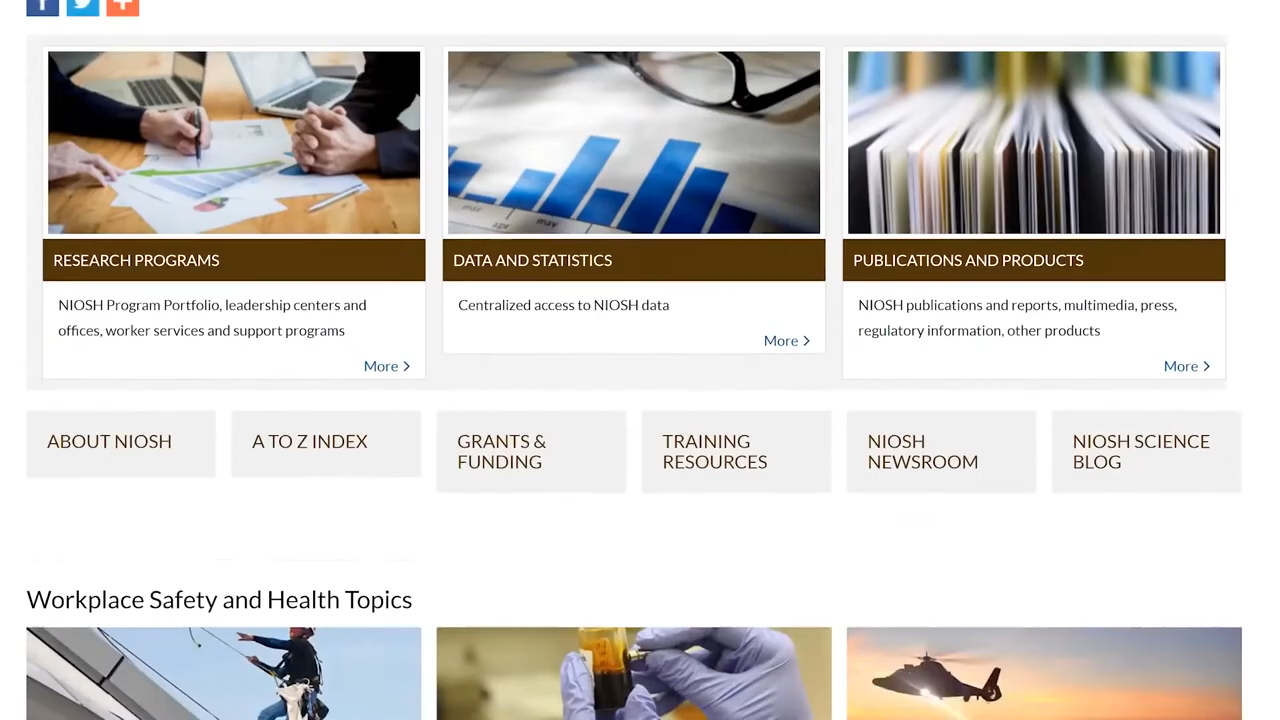 RESEARCH PROGRAMS
NIOSH Program Portfolio, leadership centers and
offices, worker services and support programs
More
DATA AND STATISTICS
Centralized access to NIOSH data
More
PUBLICATIONS AND PRODUCTS
NIOSH publications and reports, multimedia, press,
regulatory information, other products
More
ABOUT NIOSH
A TO Z INDEX
GRANTS &
FUNDING
TRAINING
RESOURCES
NIOSH
NEWSROOM
NIOSH SCIENCE
BLOG
Workplace Safety and Health Topics